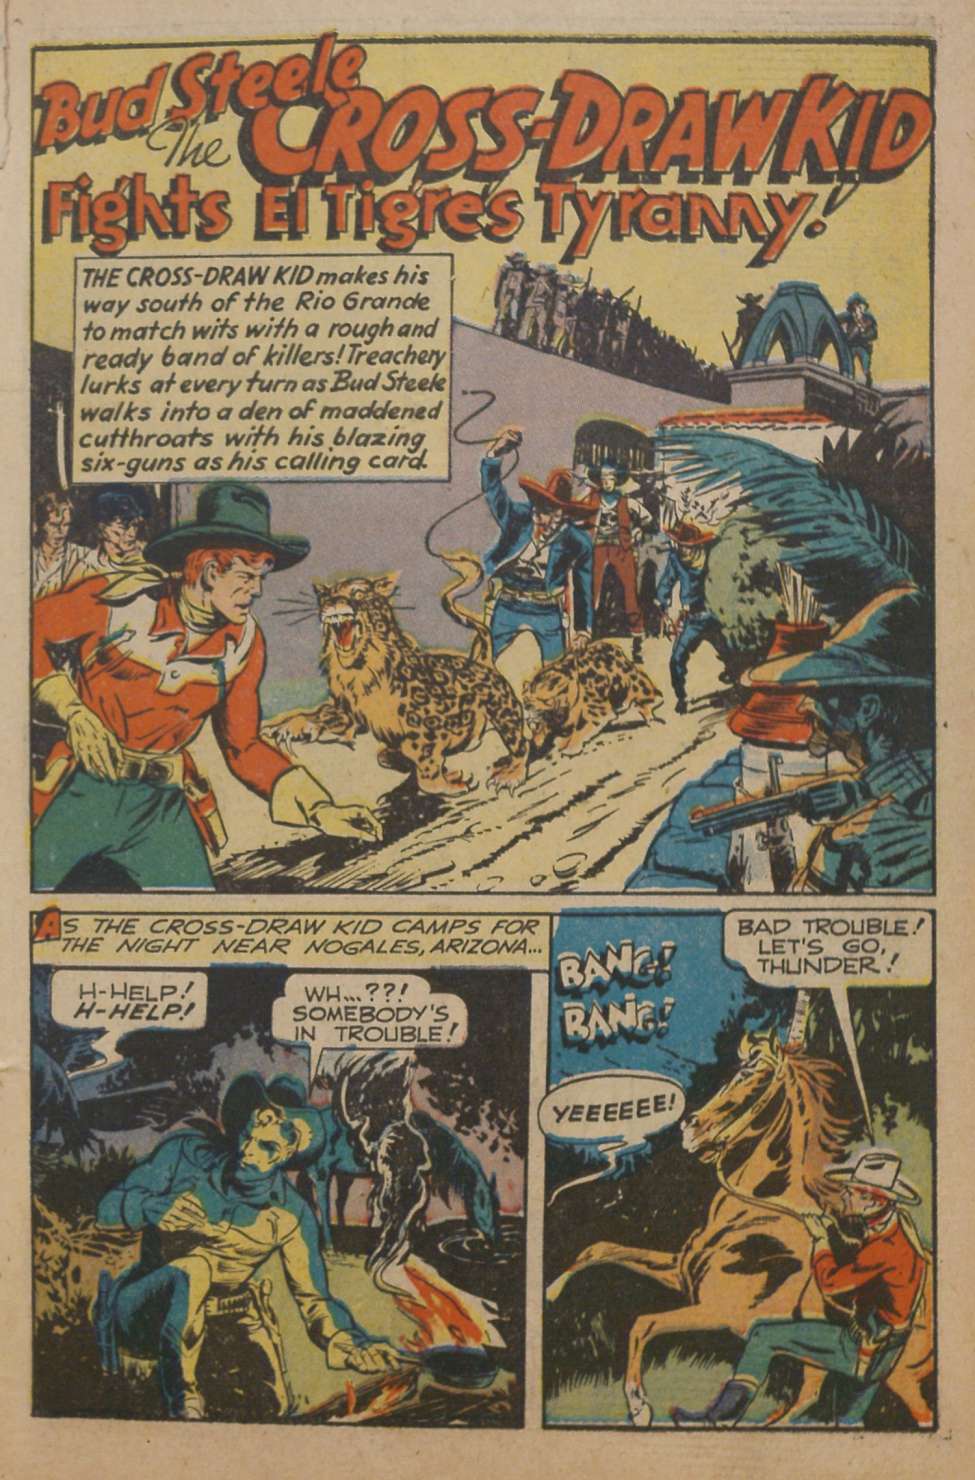 Bud Steele
The CROSS-DRAW KID
Fights El Tigre's Tyranny!
THE CROSS-DRAW KID makes his
way south of the Rio Grande
to match wits with a rough and
ready band of killers! Treachery
lurks at every turn as Bud Steele
walks into a den of maddened
cutthroats with his blazing
six-guns as his calling card.
AS THE CROSS-DRAW KID CAMPS FOR
THE NIGHT NEAR NOGALES, ARIZONA...
H-HELP!
H-HELP!
WH...??!
SOMEBODY'S
IN TROUBLE!
BANG!
BANG!
YEEEEEE!
BAD TROUBLE!
LET'S GO,
THUNDER!